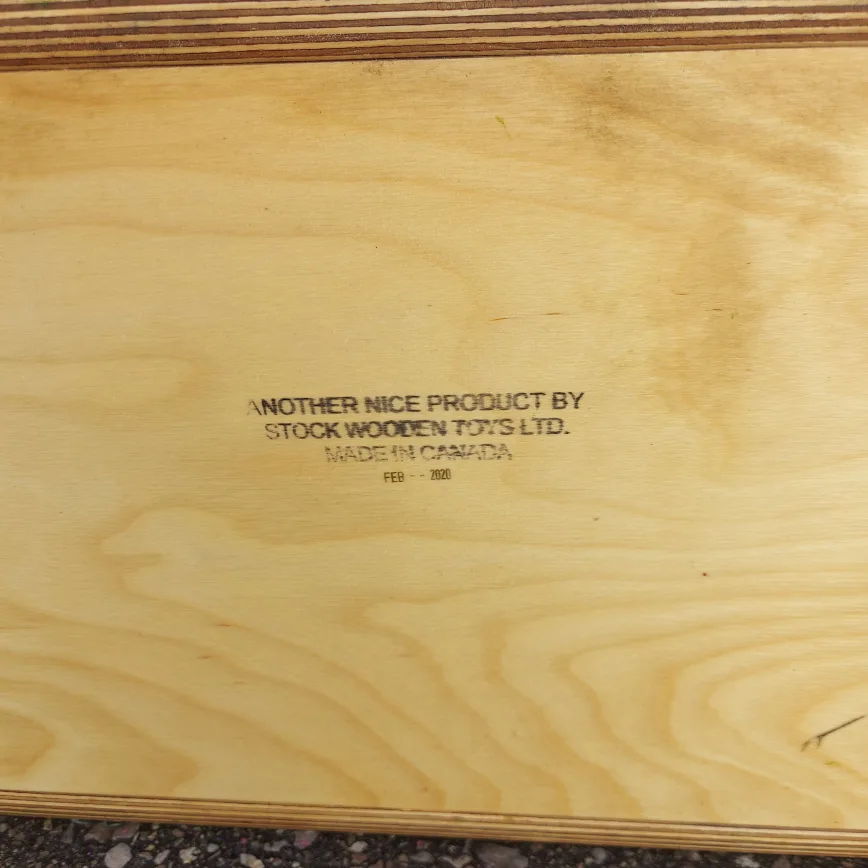 ANOTHER NICE PRODUCT BY
STOCK WOODEN TOYS LTD.
MADE IN CANADA
FEB -- 2020